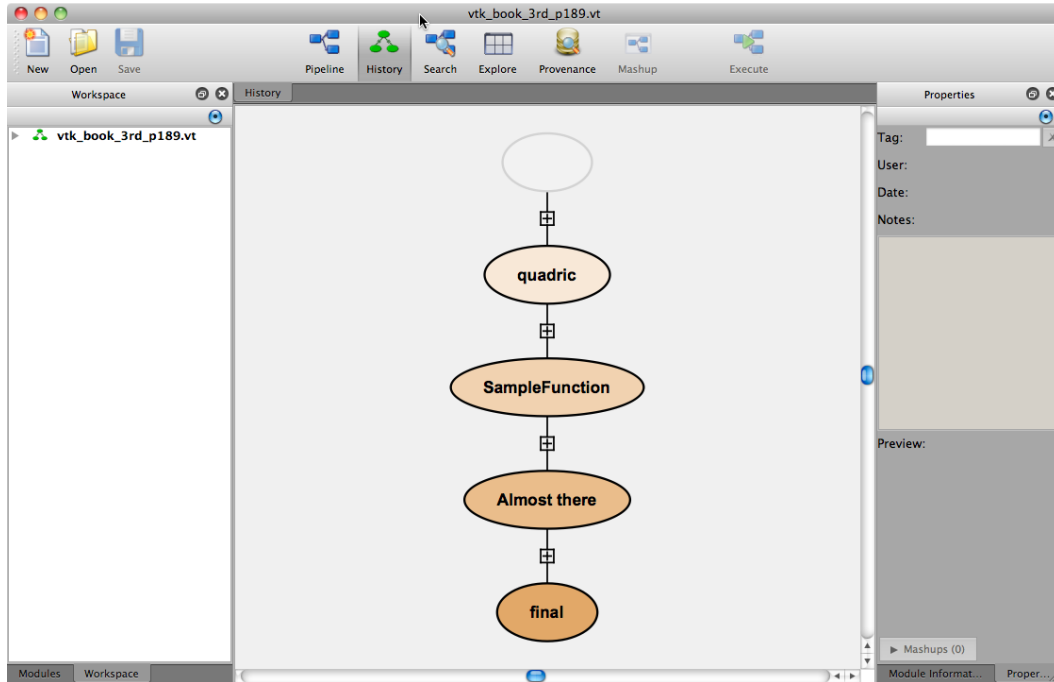 vtk_book_3rd_p189.vt
New Open Save Pipeline History Search Explore Provenance Mashup Execute
Workspace
History
Properties
vtk_book_3rd_p189.vt
Tag:
User:
Date:
Notes:
quadric
SampleFunction
Almost there
final
Preview:
Mashups (0)
Modules Workspace
Module Informat... Proper...